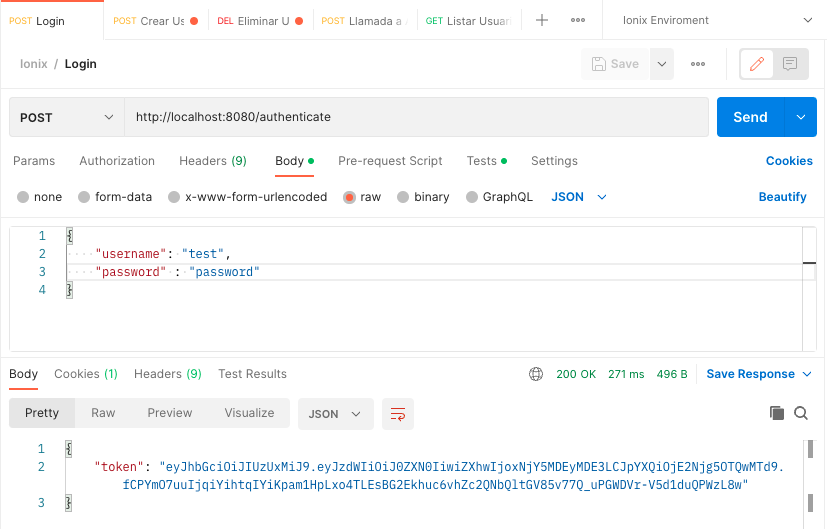 POST Login
POST Crear Us
DEL Eliminar U
POST Llamada a
GET Listar Usuar
Ionix Enviroment
Ionix / Login
Save
POST
http://localhost:8080/authenticate
Send
Params Authorization Headers (9) Body Pre-request Script Tests Settings Cookies
none form-data x-www-form-urlencoded raw binary GraphQL JSON Beautify
1 {
2 "username": "test",
3 "password" : "password"
4 }
Body Cookies (1) Headers (9) Test Results 200 OK 271 ms 496 B Save Response
Pretty Raw Preview Visualize JSON
1 {
2 "token": "eyJhbGciOiJIUzUxMiJ9.eyJzdWIiOiJ0ZXN0IiwiZXhwIjoxNjY5MDEyMDE3LCJpYXQiOjE2Njg5OTQwMTd9.
fCPYmO7uuIjqiYihtqIYiKpam1HpLxo4TLEsBG2Ekhuc6vhZc2QNbQltGV85v77Q_uPGWDVr-V5d1duQPWzL8w"
3 }